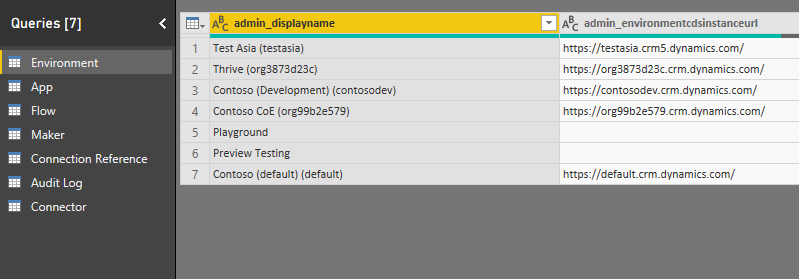 Queries [7]
Environment
App
Flow
Maker
Connection Reference
Audit Log
Connector
ABC admin_displayname ABC admin_environmentcdsinstanceurl
1 Test Asia (testasia) https://testasia.crm5.dynamics.com/
2 Thrive (org3873d23c) https://org3873d23c.crm.dynamics.com/
3 Contoso (Development) (contosodev) https://contosodev.crm.dynamics.com/
4 Contoso CoE (org99b2e579) https://org99b2e579.crm.dynamics.com/
5 Playground
6 Preview Testing
7 Contoso (default) (default) https://default.crm.dynamics.com/